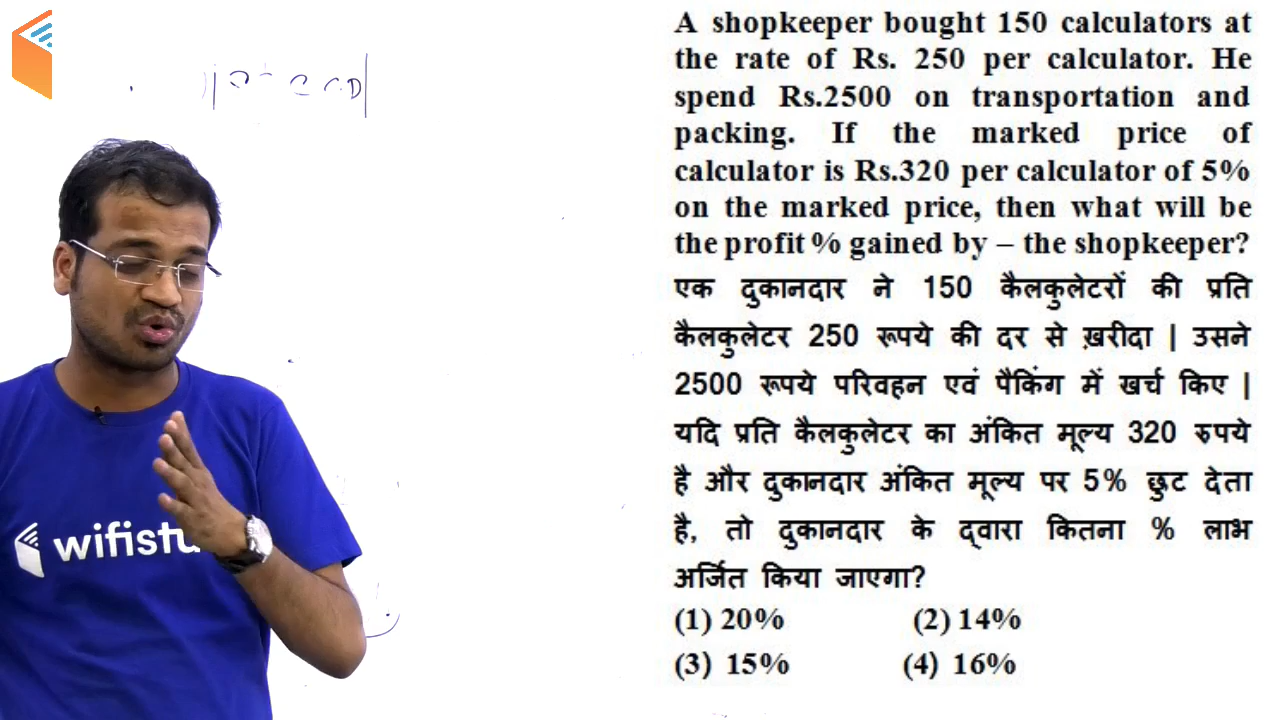 A shopkeeper bought 150 calculators at
the rate of Rs. 250 per calculator. He
spend Rs.2500 on transportation and
packing. If the marked price of
calculator is Rs.320 per calculator of 5%
on the marked price, then what will be
the profit % gained by – the shopkeeper?
एक दुकानदार ने 150 कैलकुलेटरों की प्रति
कैलकुलेटर 250 रूपये की दर से ख़रीदा |  उसने
2500 रूपये परिवहन एवं पैकिंग में खर्च किए |
यदि प्रति कैलकुलेटर का अंकित मूल्य 320 रुपये
है और दुकानदार अंकित मूल्य पर 5% छुट देता
है, तो दुकानदार के द्वारा कितना % लाभ
अर्जित किया जाएगा?
(1) 20% (2) 14%
(3) 15% (4) 16%
wifistu